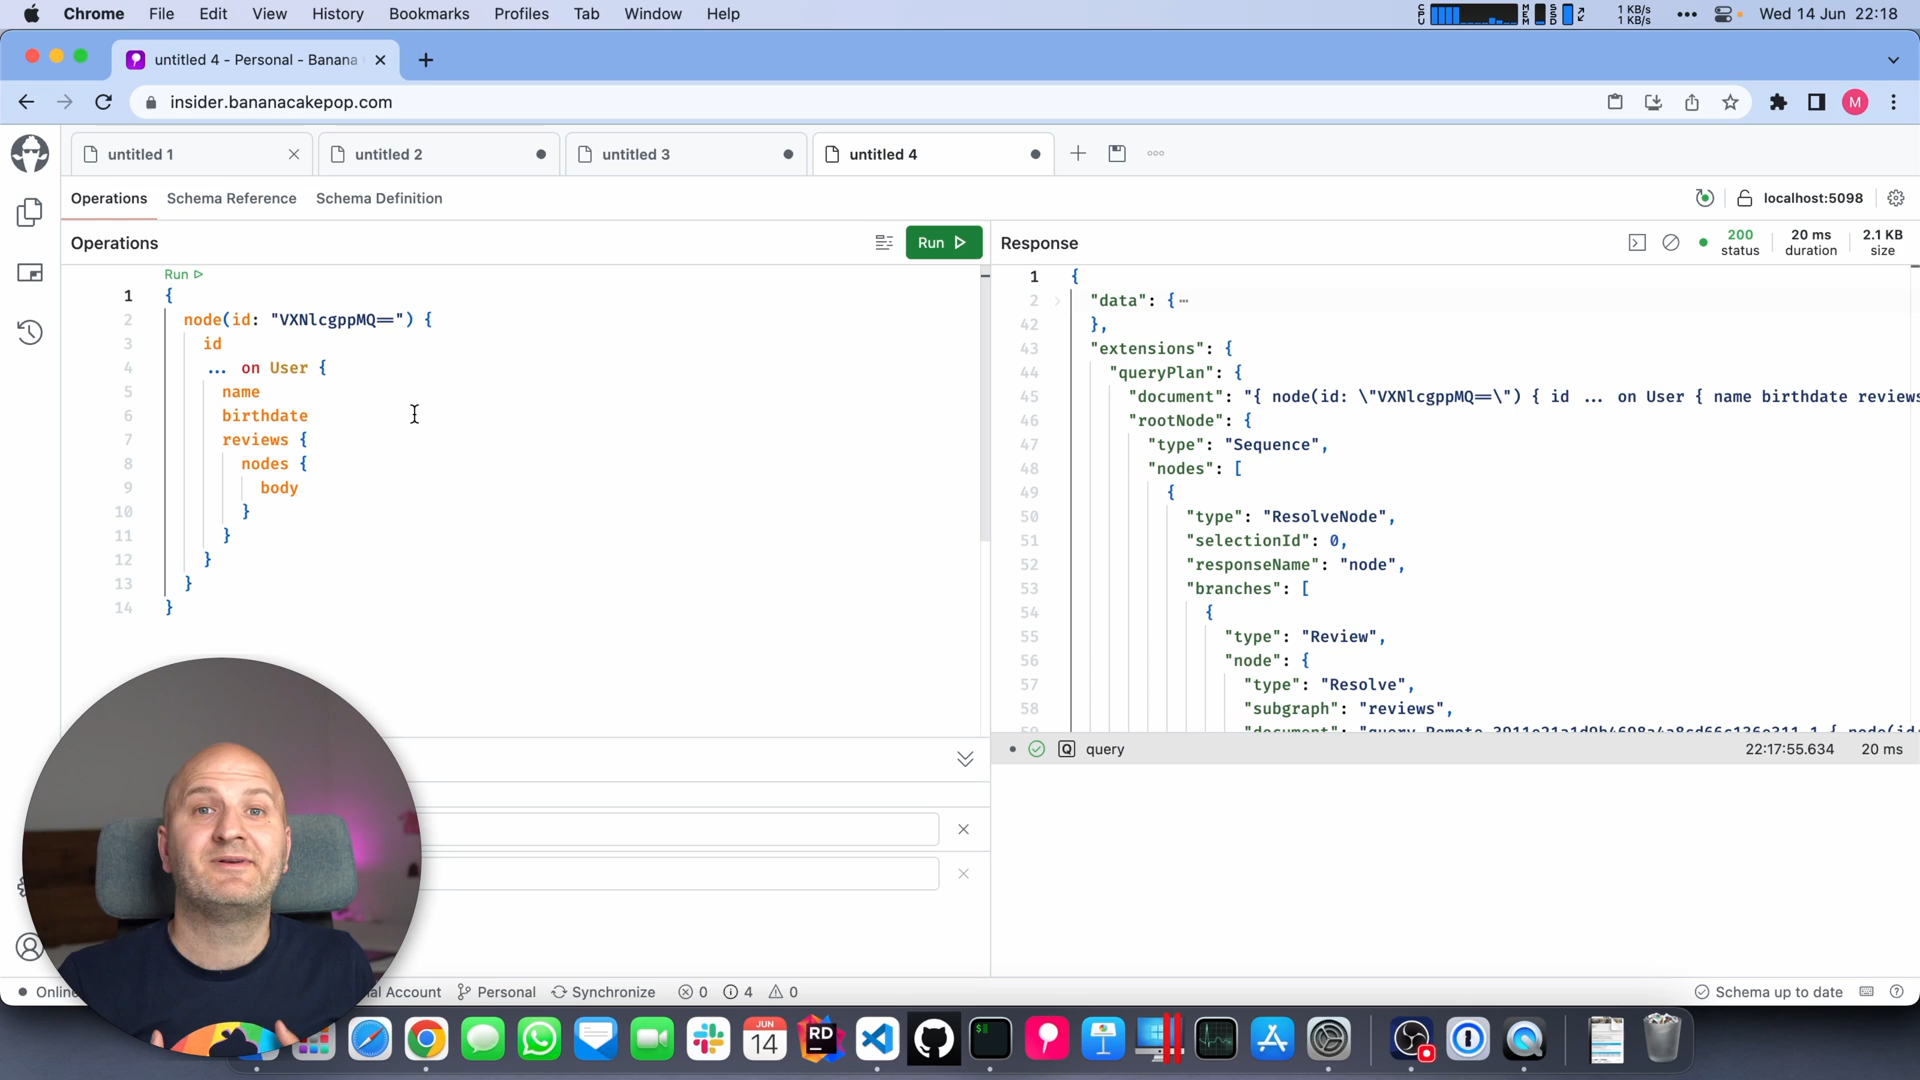 Chrome File Edit View History Bookmarks Profiles Tab Window Help
CPU MEM SSD 1 KB/s 1 KB/s Wed 14 Jun 22:18
untitled 4 - Personal - Banana
insider.bananacakepop.com
M
untitled 1
untitled 2
untitled 3
untitled 4
Operations Schema Reference Schema Definition
localhost:5098
Operations
Run
Response
200 status
20 ms duration
2.1 KB size
Run
1 {
2 node(id: "VXNlcgppMQ==") {
3 id
4 ... on User {
5 name
6 birthdate
7 reviews {
8 nodes {
9 body
10 }
11 }
12 }
13 }
14 }
1 {
2 "data": { ⋯
42 },
43 "extensions": {
44 "queryPlan": {
45 "document": "{ node(id: \"VXNlcgppMQ==\") { id ... on User { name birthdate reviews
46 "rootNode": {
47 "type": "Sequence",
48 "nodes": [
49 {
50 "type": "ResolveNode",
51 "selectionId": 0,
52 "responseName": "node",
53 "branches": [
54 {
55 "type": "Review",
56 "node": {
57 "type": "Resolve",
58 "subgraph": "reviews",
Q query 22:17:55.634 20 ms
Account Personal Synchronize 0 4 0
Schema up to date
JUN 14
RD